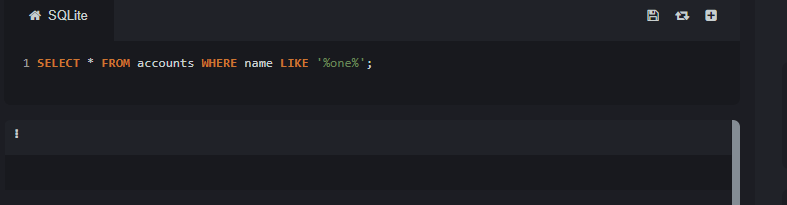 SQLite
1 SELECT * FROM accounts WHERE name LIKE '%one%';